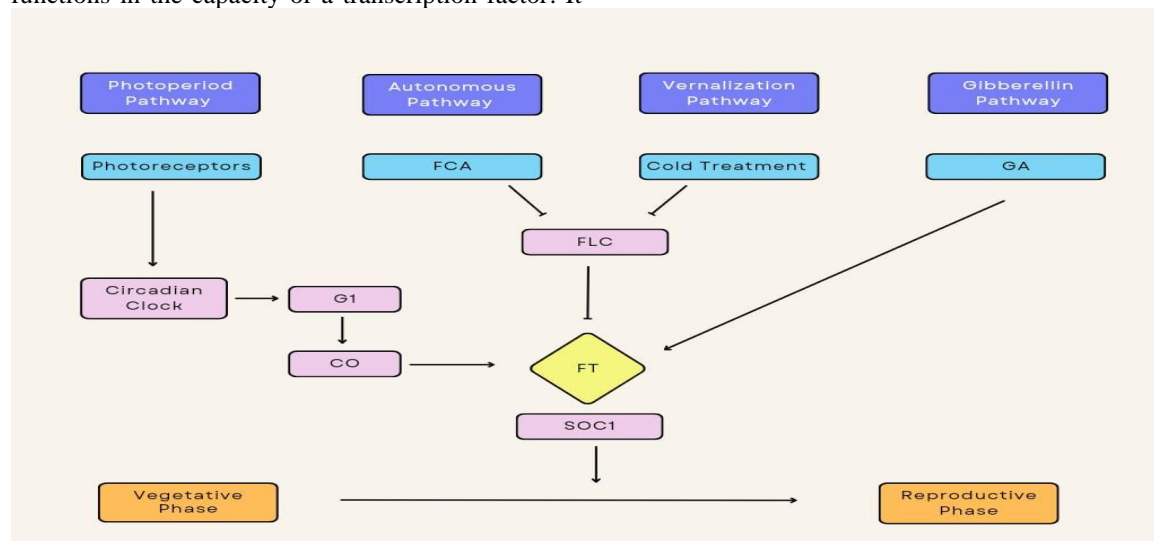 functions in the capacity of a transcription factor. It
Photoperiod
Pathway
Autonomous
Pathway
Vernalization
Pathway
Gibberellin
Pathway
Photoreceptors
FCA
Cold Treatment
GA
FLC
Circadian
Clock
G1
CO
FT
SOC1
Vegetative
Phase
Reproductive
Phase